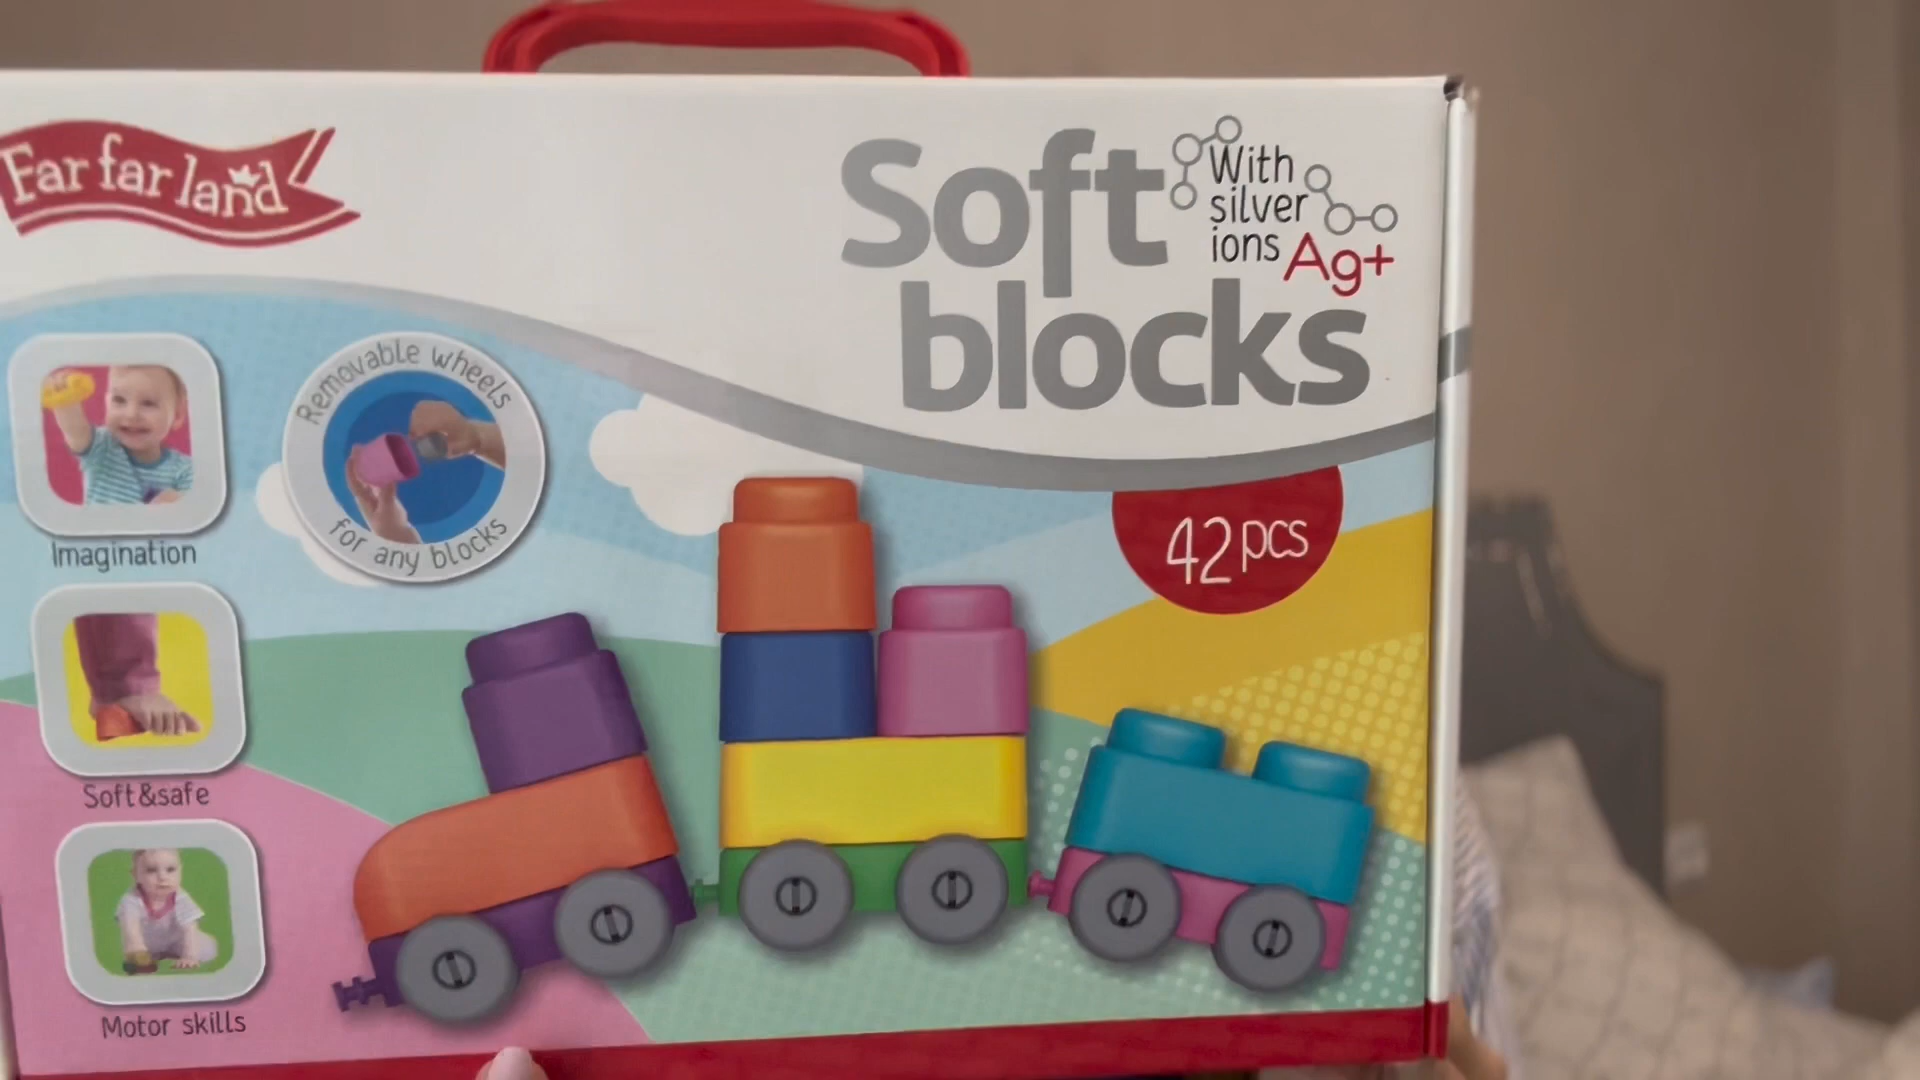 Far far land
Soft
blocks
With
silver
ions Ag+
Removable wheels
for any blocks
Imagination
42 pcs
Soft&safe
Motor skills